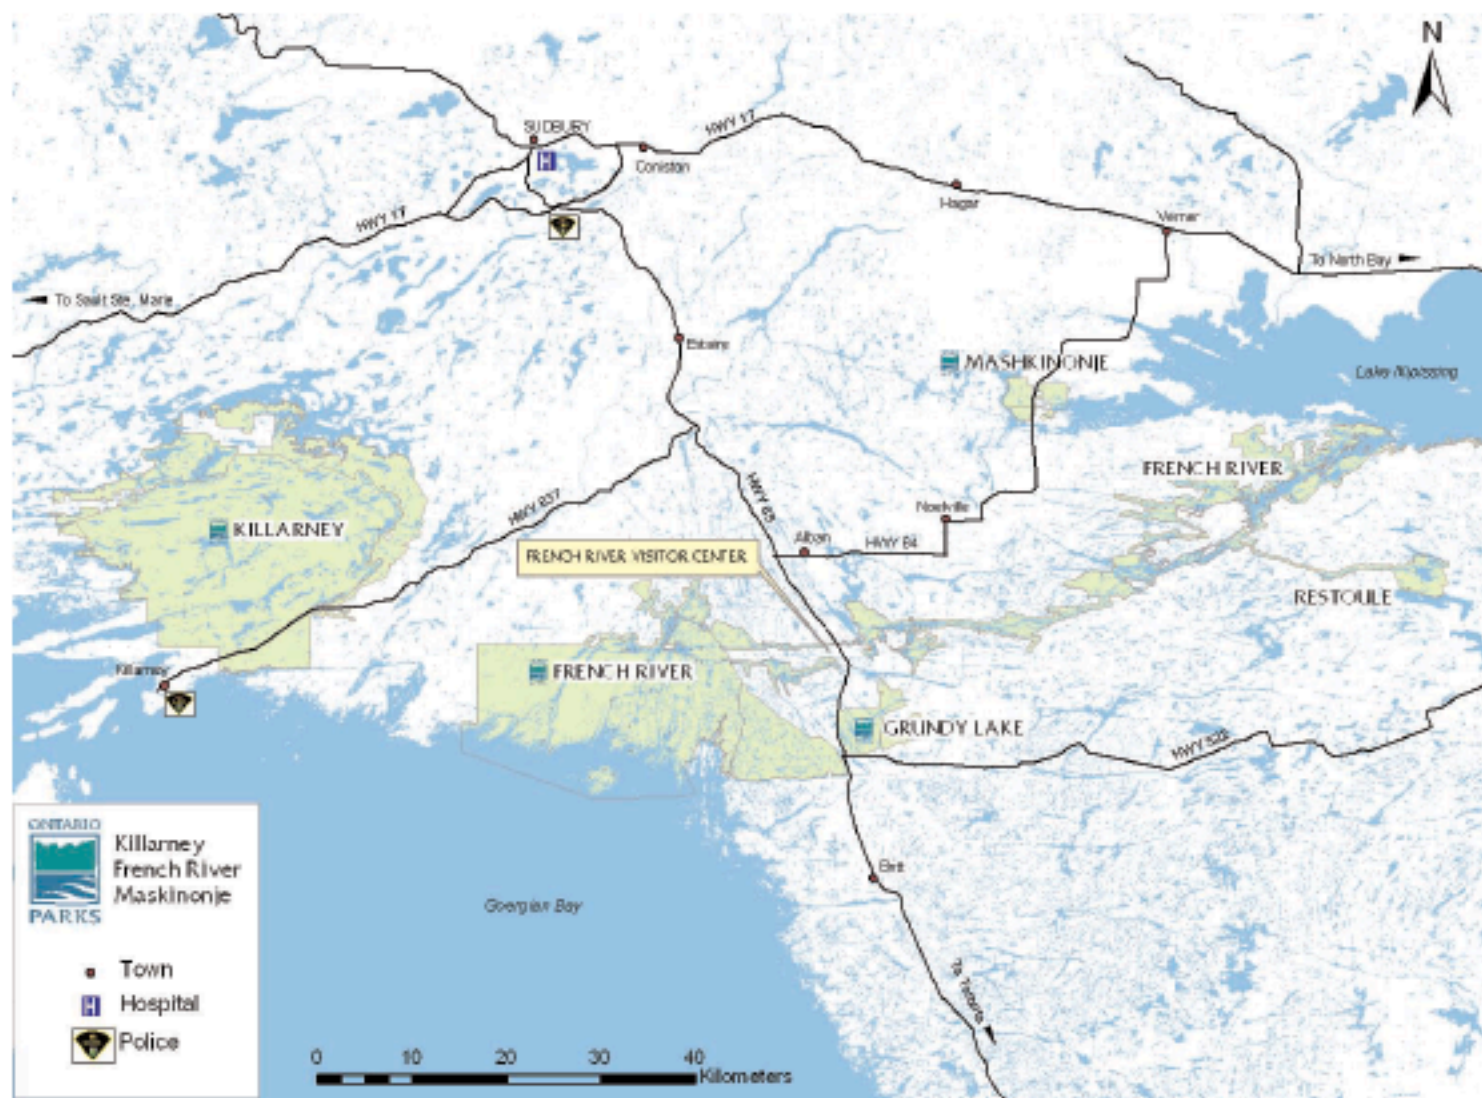 N
SUDBURY
H
Coniston
HWY 17
Hagar
Verner
To North Bay
HWY 17
To Sault Ste. Marie
Estaire
MASHKINONJE
Lake Nipissing
FRENCH RIVER
HWY 637
HWY 69
Noelville
Alban
HWY 64
KILLARNEY
FRENCH RIVER VISITOR CENTER
RESTOULE
Killarney
FRENCH RIVER
GRUNDY LAKE
HWY 522
ONTARIO
PARKS
Killarney
French River
Maskinonje
Goergian Bay
Britt
To Toronto
Town
H Hospital
Police
0 10 20 30 40
Kilometers